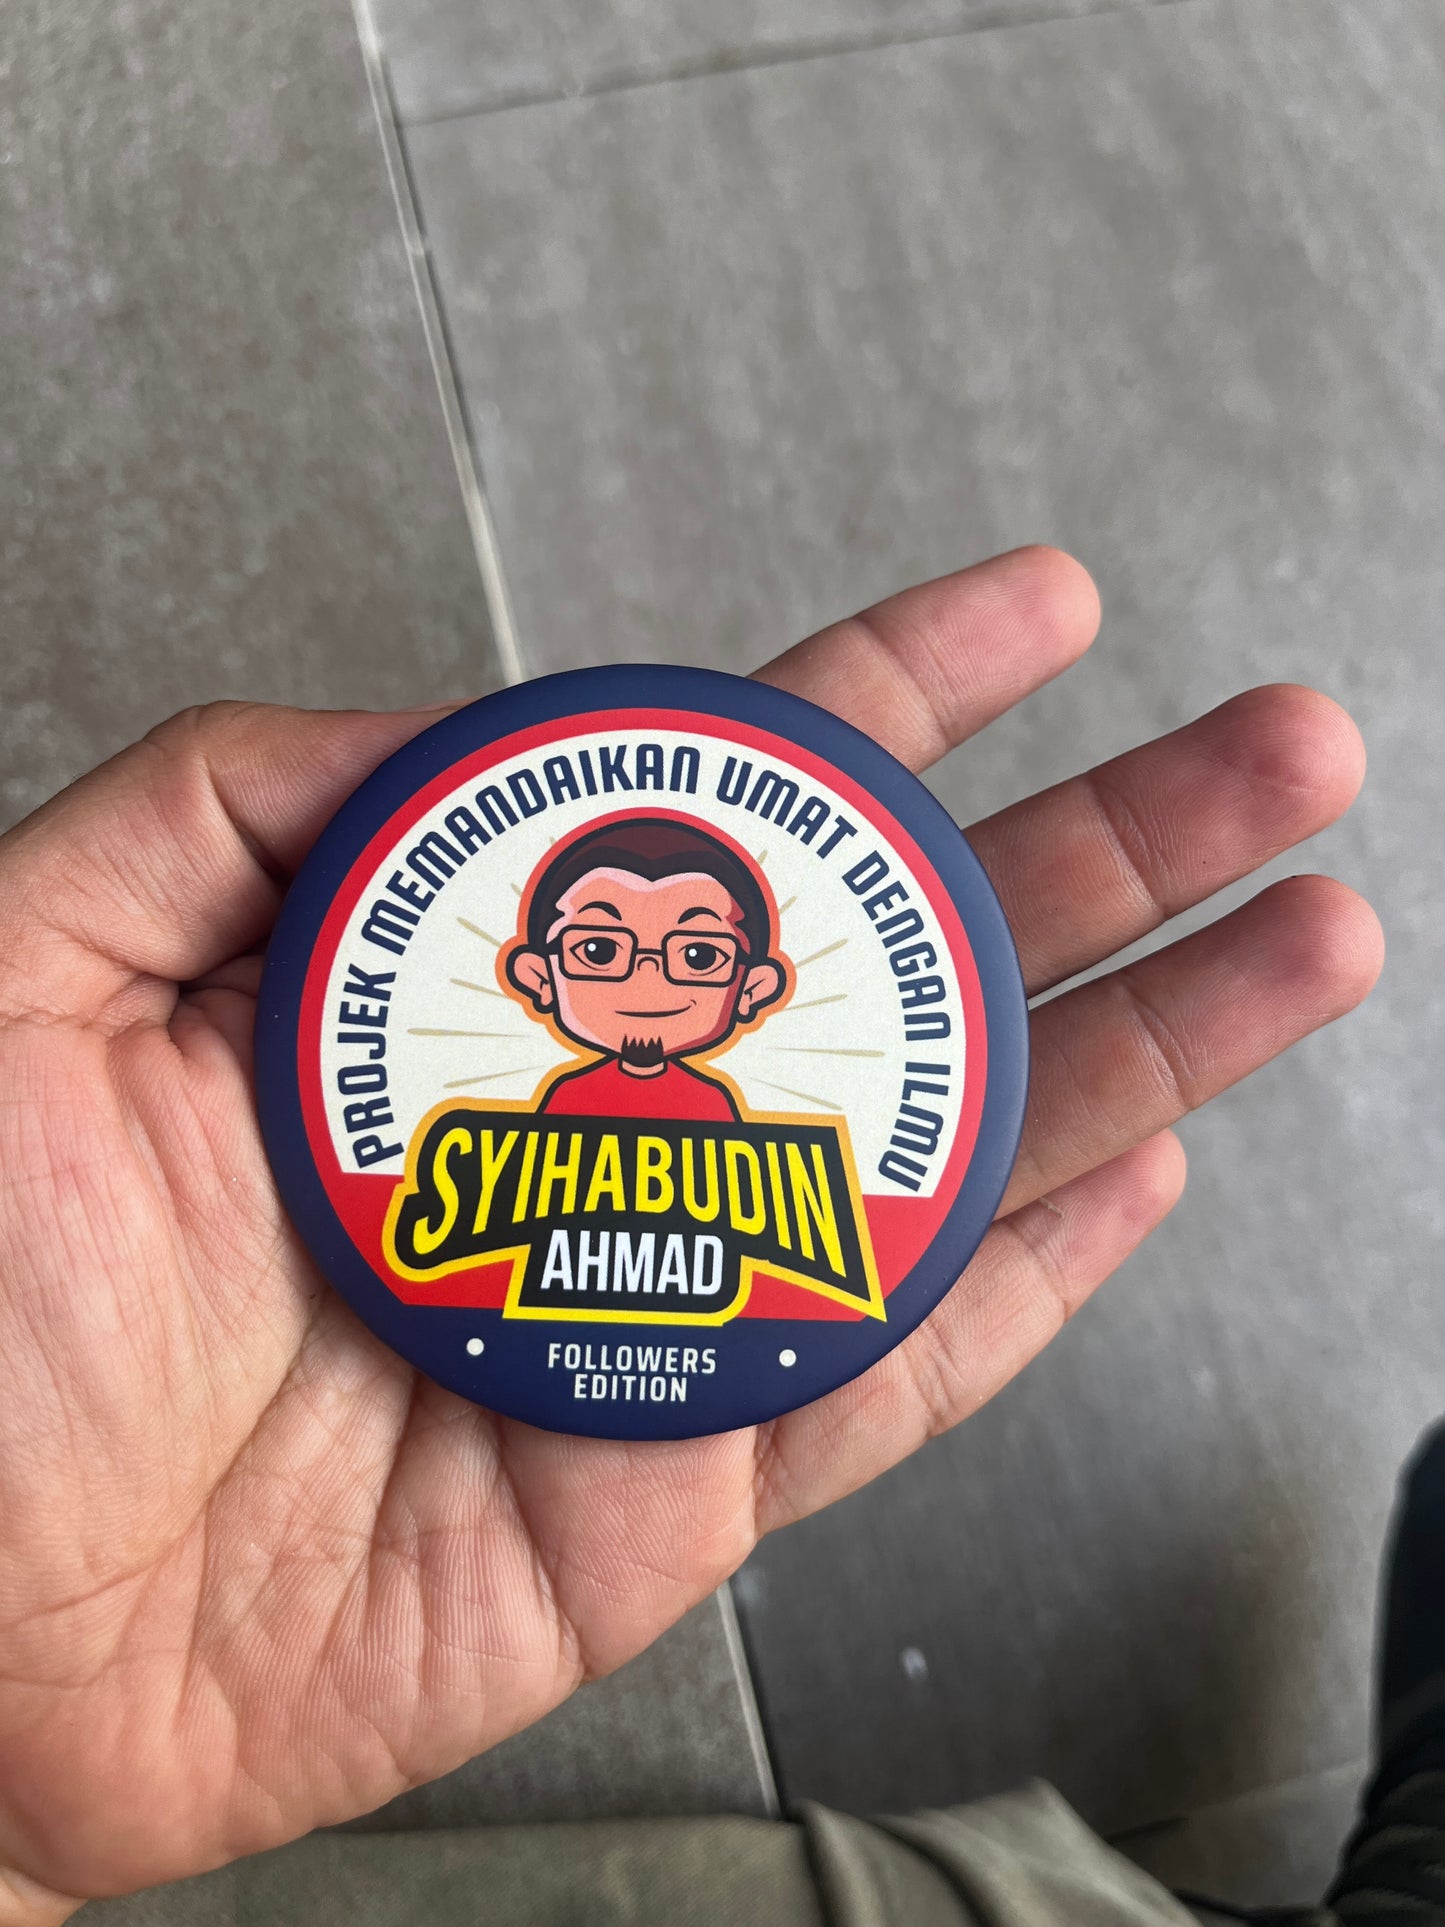 PROJEK MEMANDAIKAN UMAT DENGAN ILMU
SYIHABUDIN
AHMAD
FOLLOWERS
EDITION